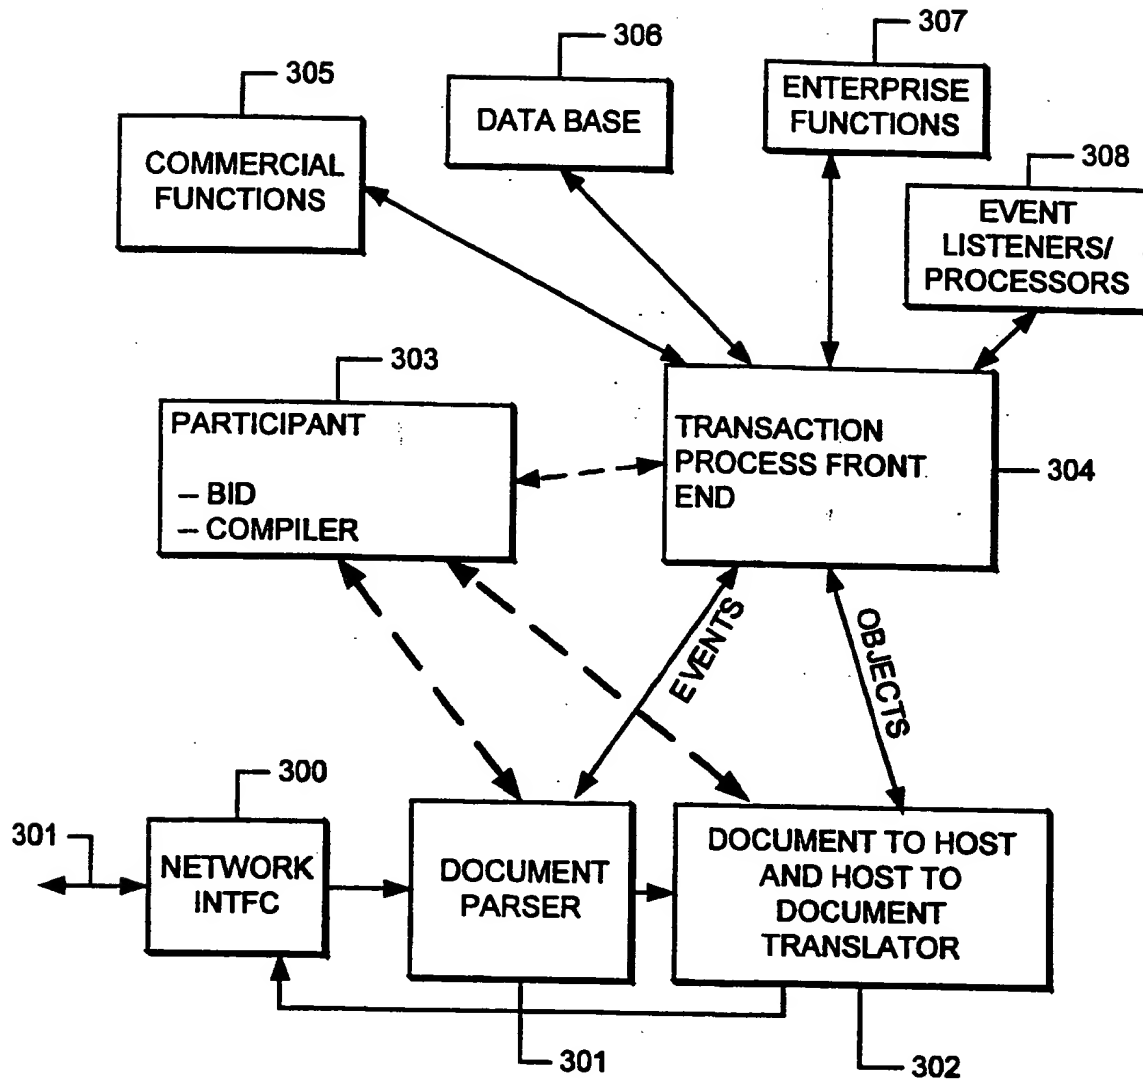 306
307
305
DATA BASE
ENTERPRISE
FUNCTIONS
308
COMMERCIAL
FUNCTIONS
EVENT
LISTENERS/
PROCESSORS
303
PARTICIPANT
– BID
– COMPILER
TRANSACTION
PROCESS FRONT
END
304
EVENTS
OBJECTS
300
301
NETWORK
INTFC
DOCUMENT
PARSER
DOCUMENT TO HOST
AND HOST TO
DOCUMENT
TRANSLATOR
301
302